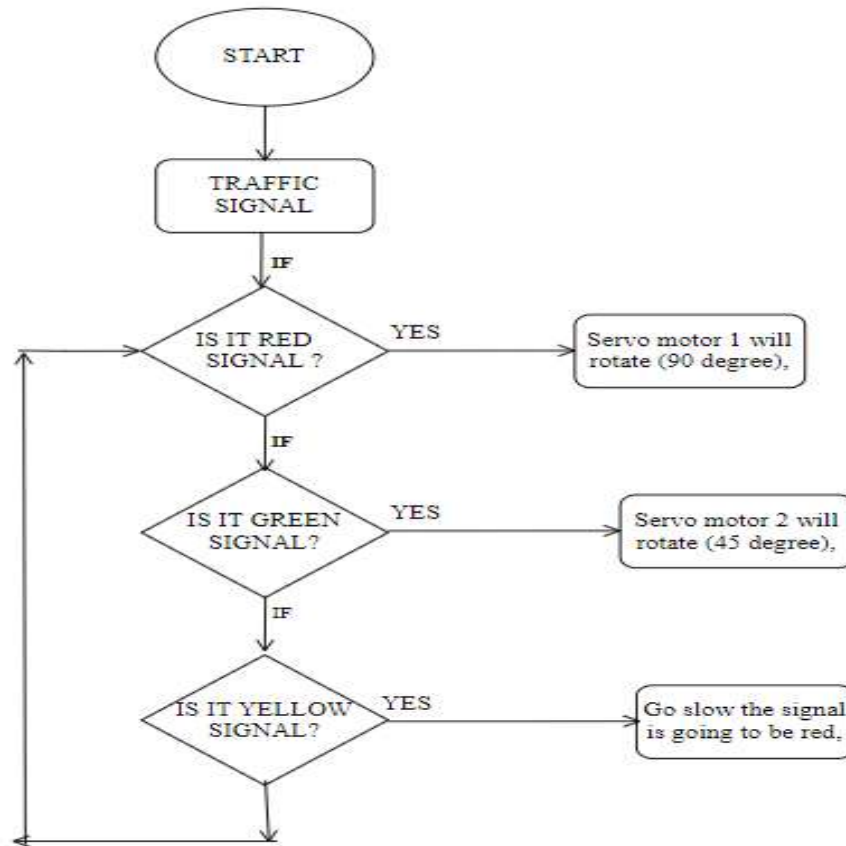 START
TRAFFIC
SIGNAL
IF
IS IT RED
SIGNAL ?
YES
Servo motor 1 will
rotate (90 degree),
IF
IS IT GREEN
SIGNAL?
YES
Servo motor 2 will
rotate (45 degree),
IF
IS IT YELLOW
SIGNAL?
YES
Go slow the signal
is going to be red,